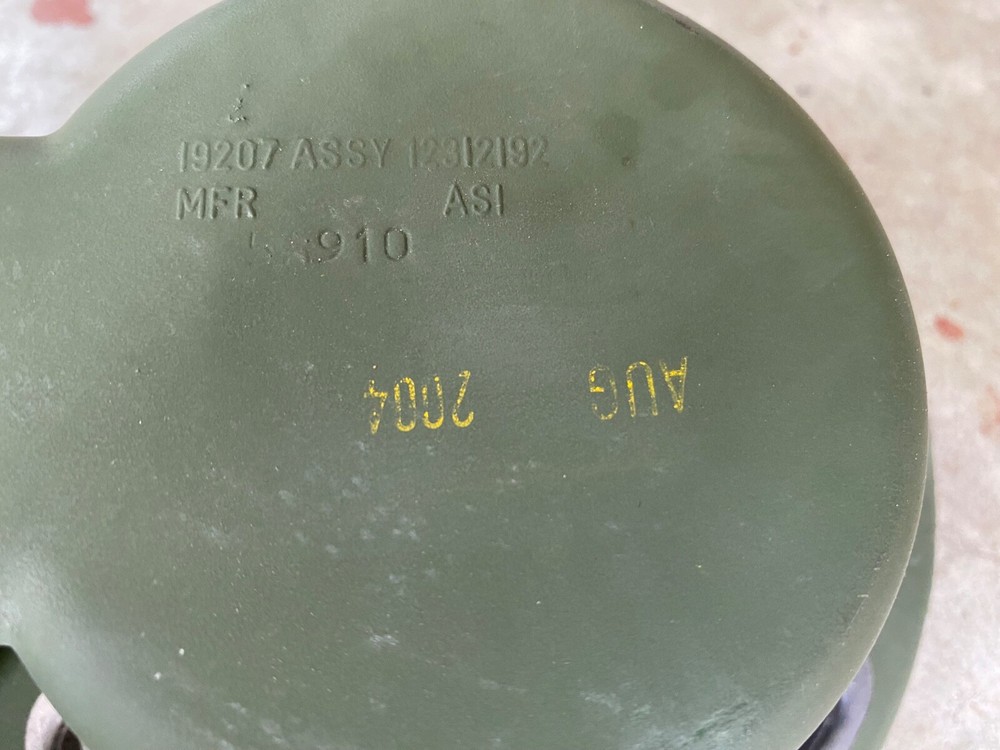 19207 ASSY 12312192
MFR ASI
910
AUG 2004